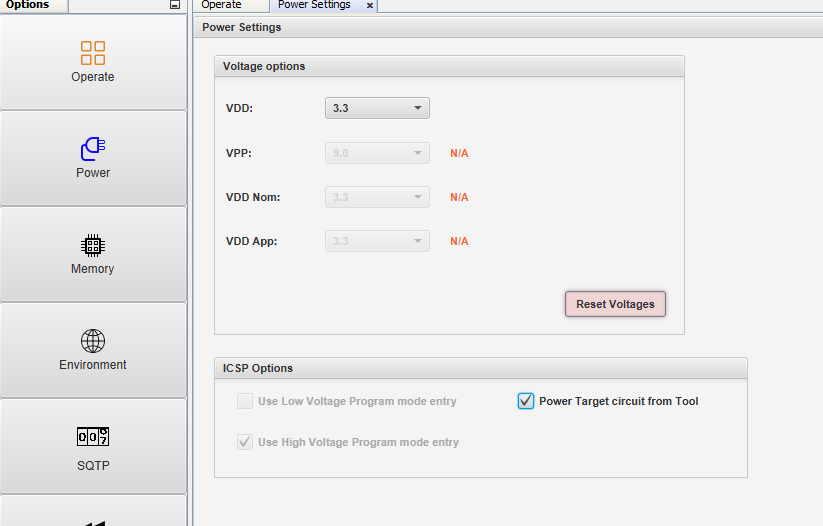 Options
Operate
Power Settings
×
Operate
Power
Memory
Environment
SQTP
Power Settings
Voltage options
VDD: 3.3
VPP: 9.0 N/A
VDD Nom: 3.3 N/A
VDD App: 3.3 N/A
Reset Voltages
ICSP Options
Use Low Voltage Program mode entry
Power Target circuit from Tool
Use High Voltage Program mode entry